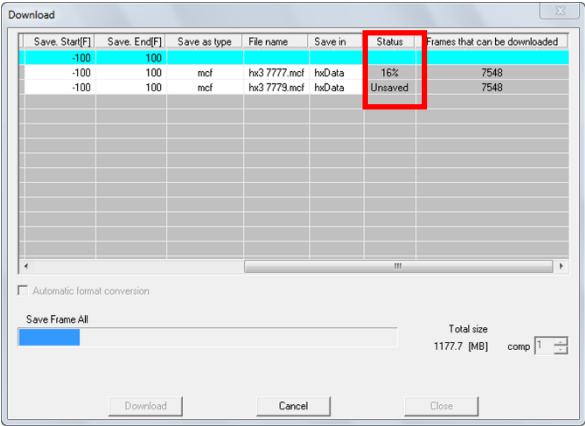 Download
Save. Start[F] Save. End[F] Save as type File name Save in Status Frames that can be downloaded
-100 100
-100 100 mcf hx3 7777.mcf hxData 16% 7548
-100 100 mcf hx3 7779.mcf hxData Unsaved 7548
Automatic format conversion
Save Frame All
Total size
1177.7 [MB] comp 1
Download Cancel Close